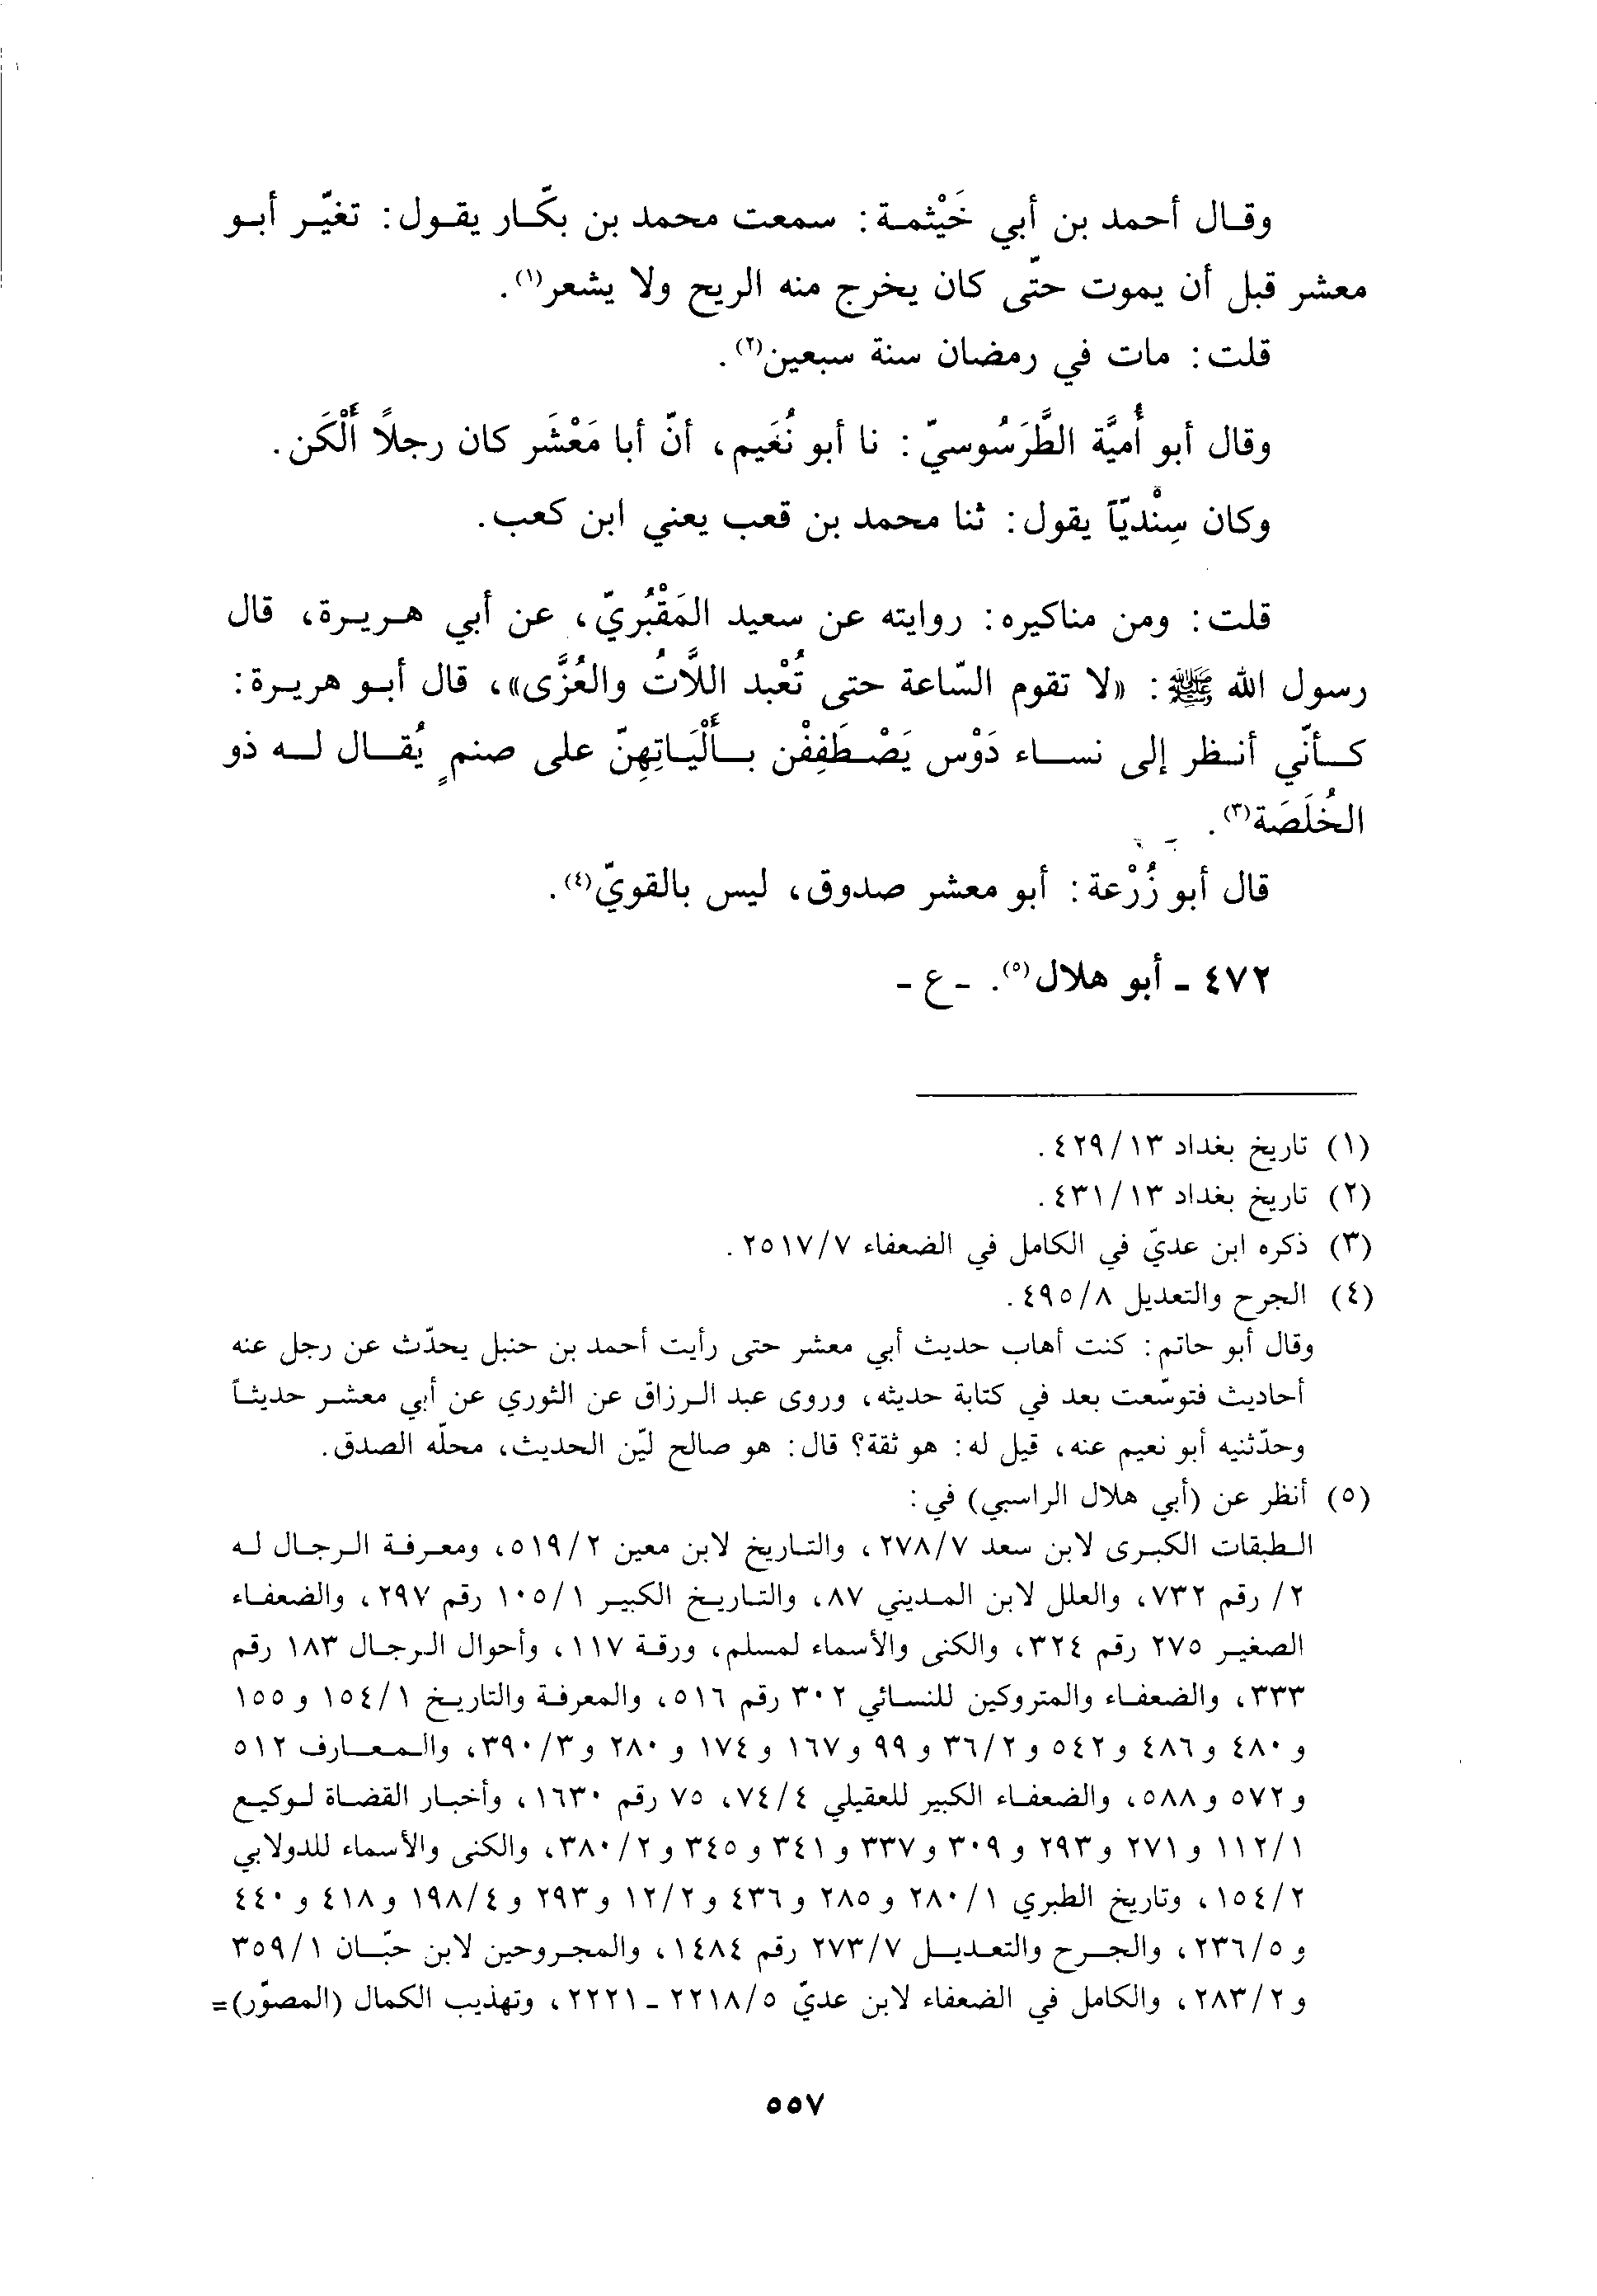 وقال أحمد بن أبي خَيْثمة: سمعت محمد بن بكّار يقول: تغيّر أبو
معشر قبل أن يموت حتّى كان يخرج منه الريح ولا يشعر(١).
قلت: مات في رمضان سنة سبعين(٢).
وقال أبو أُميَّة الطَّرَسُوسيّ: نا أبو نُعَيم، أنّ أبا مَعْشَر كان رجلاً أَلْكَن.
وكان سِنْديّاً يقول: ثنا محمد بن قعب يعني ابن كعب.
قلت: ومن مناكيره: روايته عن سعيد المَقْبُريّ، عن أبي هريرة، قال
رسول الله ﷺ: «لا تقوم السّاعة حتى تُعْبد اللَّاتُ والعُزَّى»، قال أبو هريرة:
كأنّي أنظر إلى نساء دَوْس يَصْطَفِفْن بأَلْيَاتِهِنّ على صنمٍ يُقال له ذو
الخُلَصَة(٣).
قال أبو زُرْعة: أبو معشر صدوق، ليس بالقويّ(٤).
٤٧٢ - أبو هلال(٥). - ع -
(١) تاريخ بغداد ٤٢٩/١٣.
(٢) تاريخ بغداد ٤٣١/١٣.
(٣) ذكره ابن عديّ في الكامل في الضعفاء ٢٥١٧/٧.
(٤) الجرح والتعديل ٤٩٥/٨.
وقال أبو حاتم: كنت أهاب حديث أبي معشر حتى رأيت أحمد بن حنبل يحدّث عن رجل عنه
أحاديث فتوسّعت بعد في كتابة حديثه، وروى عبد الرزاق عن الثوري عن أبي معشر حديثاً
وحدّثنيه أبو نعيم عنه، قيل له: هو ثقة؟ قال: هو صالح ليّن الحديث، محلّه الصدق.
(٥) أنظر عن (أبي هلال الراسبي) في:
الطبقات الكبرى لابن سعد ٢٧٨/٧، والتاريخ لابن معين ٥١٩/٢، ومعرفة الرجال له
٢/ رقم ٧٣٢، والعلل لابن المديني ٨٧، والتاريخ الكبير ١٠٥/١ رقم ٢٩٧، والضعفاء
الصغير ٢٧٥ رقم ٣٢٤، والكنى والأسماء لمسلم، ورقة ١١٧، وأحوال الرجال ١٨٣ رقم
٣٣٣، والضعفاء والمتروكين للنسائي ٣٠٢ رقم ٥١٦، والمعرفة والتاريخ ١٥٤/١ و ١٥٥
و ٤٨٠ و ٤٨٦ و ٥٤٢ و ٣٦/٢ و ٩٩ و ١٦٧ و ١٧٤ و ٢٨٠ و ٣٩٠/٣، والمعارف ٥١٢
و ٥٧٢ و ٥٨٨، والضعفاء الكبير للعقيلي ٧٤/٤، ٧٥ رقم ١٦٣٠، وأخبار القضاة لوكيع
١١٢/١ و ٢٧١ و ٢٩٣ و ٣٠٩ و ٣٣٧ و ٣٤١ و ٣٤٥ و ٣٨٠/٢، والكنى والأسماء للدولابي
١٥٤/٢، وتاريخ الطبري ٢٨٠/١ و ٢٨٥ و ٤٣٦ و ١٢/٢ و ٢٩٣ و ١٩٨/٤ و ٤١٨ و ٤٤٠
و ٢٣٦/٥، والجرح والتعديل ٢٧٣/٧ رقم ١٤٨٤، والمجروحين لابن حبّان ٣٥٩/١
و ٢٨٣/٢، والكامل في الضعفاء لابن عديّ ٢٢١٨/٥ - ٢٢٢١، وتهذيب الكمال (المصوّر)=
٥٥٧